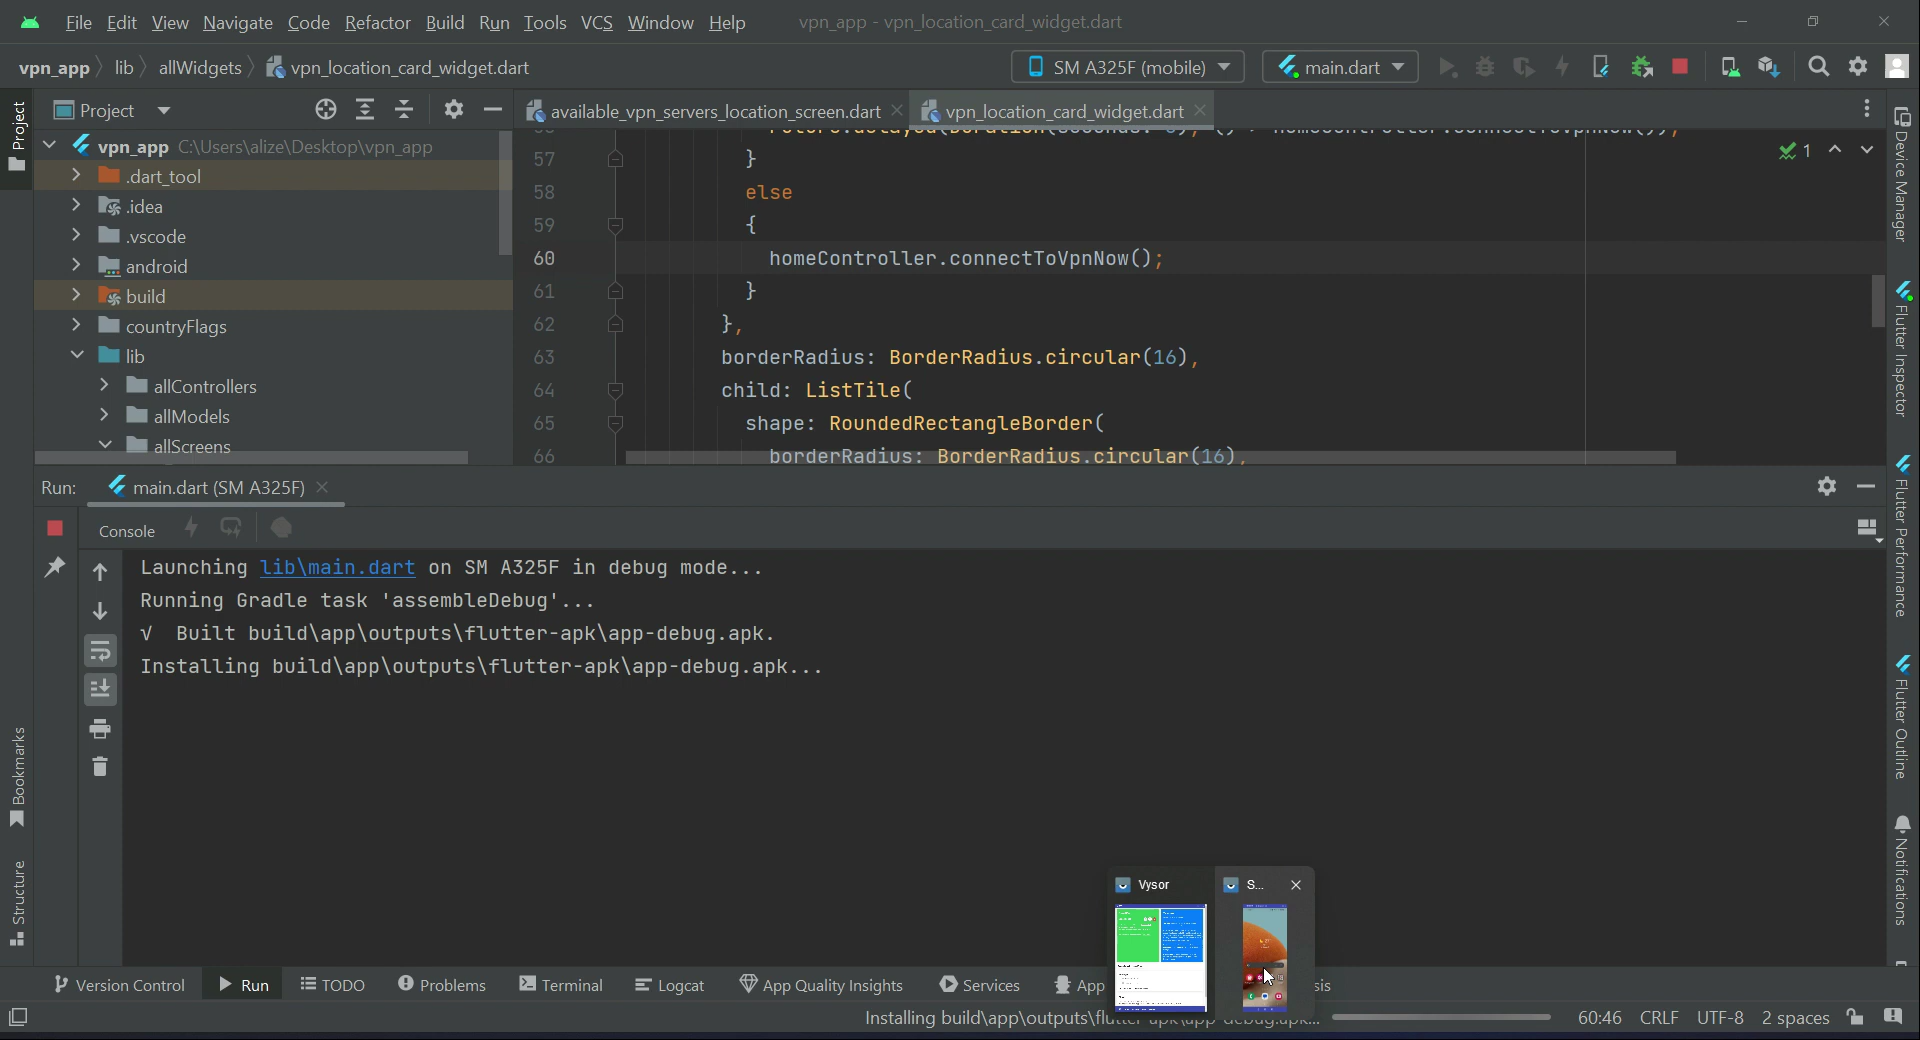 File Edit View Navigate Code Refactor Build Run Tools VCS Window Help vpn_app - vpn_location_card_widget.dart
vpn_app lib allWidgets vpn_location_card_widget.dart SM A325F (mobile) main.dart
Project
Project
available_vpn_servers_location_screen.dart
vpn_location_card_widget.dart
vpn_app C:\Users\alize\Desktop\vpn_app
.dart_tool
.idea
.vscode
android
build
countryFlags
lib
allControllers
allModels
allScreens
57 }
58 else
59 {
60 homeController.connectToVpnNow();
61 }
62 },
63 borderRadius: BorderRadius.circular(16),
64 child: ListTile(
65 shape: RoundedRectangleBorder(
66 borderRadius: BorderRadius.circular(16),
1
Device Manager
Flutter Inspector
Flutter Performance
Flutter Outline
Notifications
Run: main.dart (SM A325F)
Console
Launching lib\main.dart on SM A325F in debug mode...
Running Gradle task 'assembleDebug'...
√ Built build\app\outputs\flutter-apk\app-debug.apk.
Installing build\app\outputs\flutter-apk\app-debug.apk...
Bookmarks
Structure
Vysor
S...
Version Control Run TODO Problems Terminal Logcat App Quality Insights Services App
Installing build\app\outputs\flutter-apk\app-debug.apk... 60:46 CRLF UTF-8 2 spaces